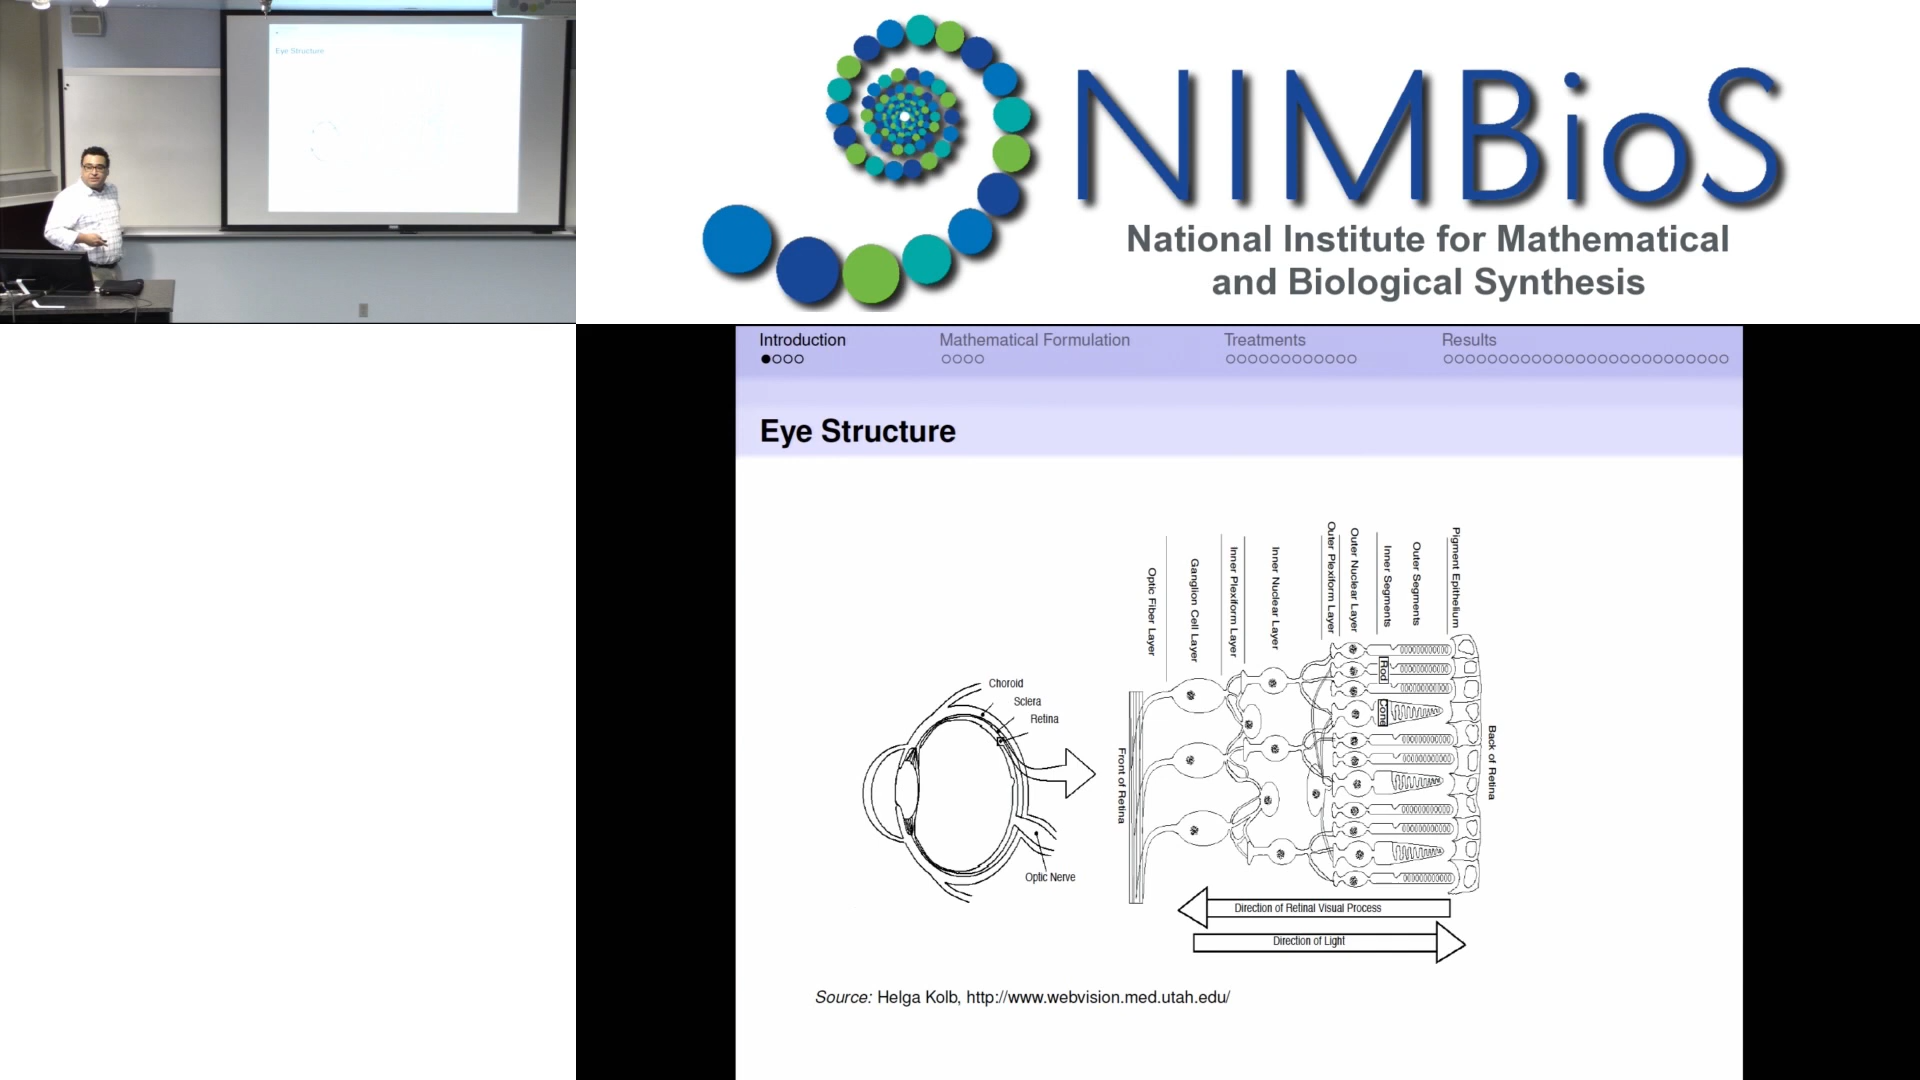 Eye Structure
NIMBioS
National Institute for Mathematical
and Biological Synthesis
Introduction
Mathematical Formulation
Treatments
Results
Eye Structure
Optic Fiber Layer
Ganglion Cell Layer
Inner Plexiform Layer
Inner Nuclear Layer
Outer Plexiform Layer
Outer Nuclear Layer
Inner Segments
Outer Segments
Pigment Epithelium
Rod
Cone
Choroid
Sclera
Retina
Optic Nerve
Front of Retina
Back of Retina
Direction of Retinal Visual Process
Direction of Light
Source: Helga Kolb, http://www.webvision.med.utah.edu/